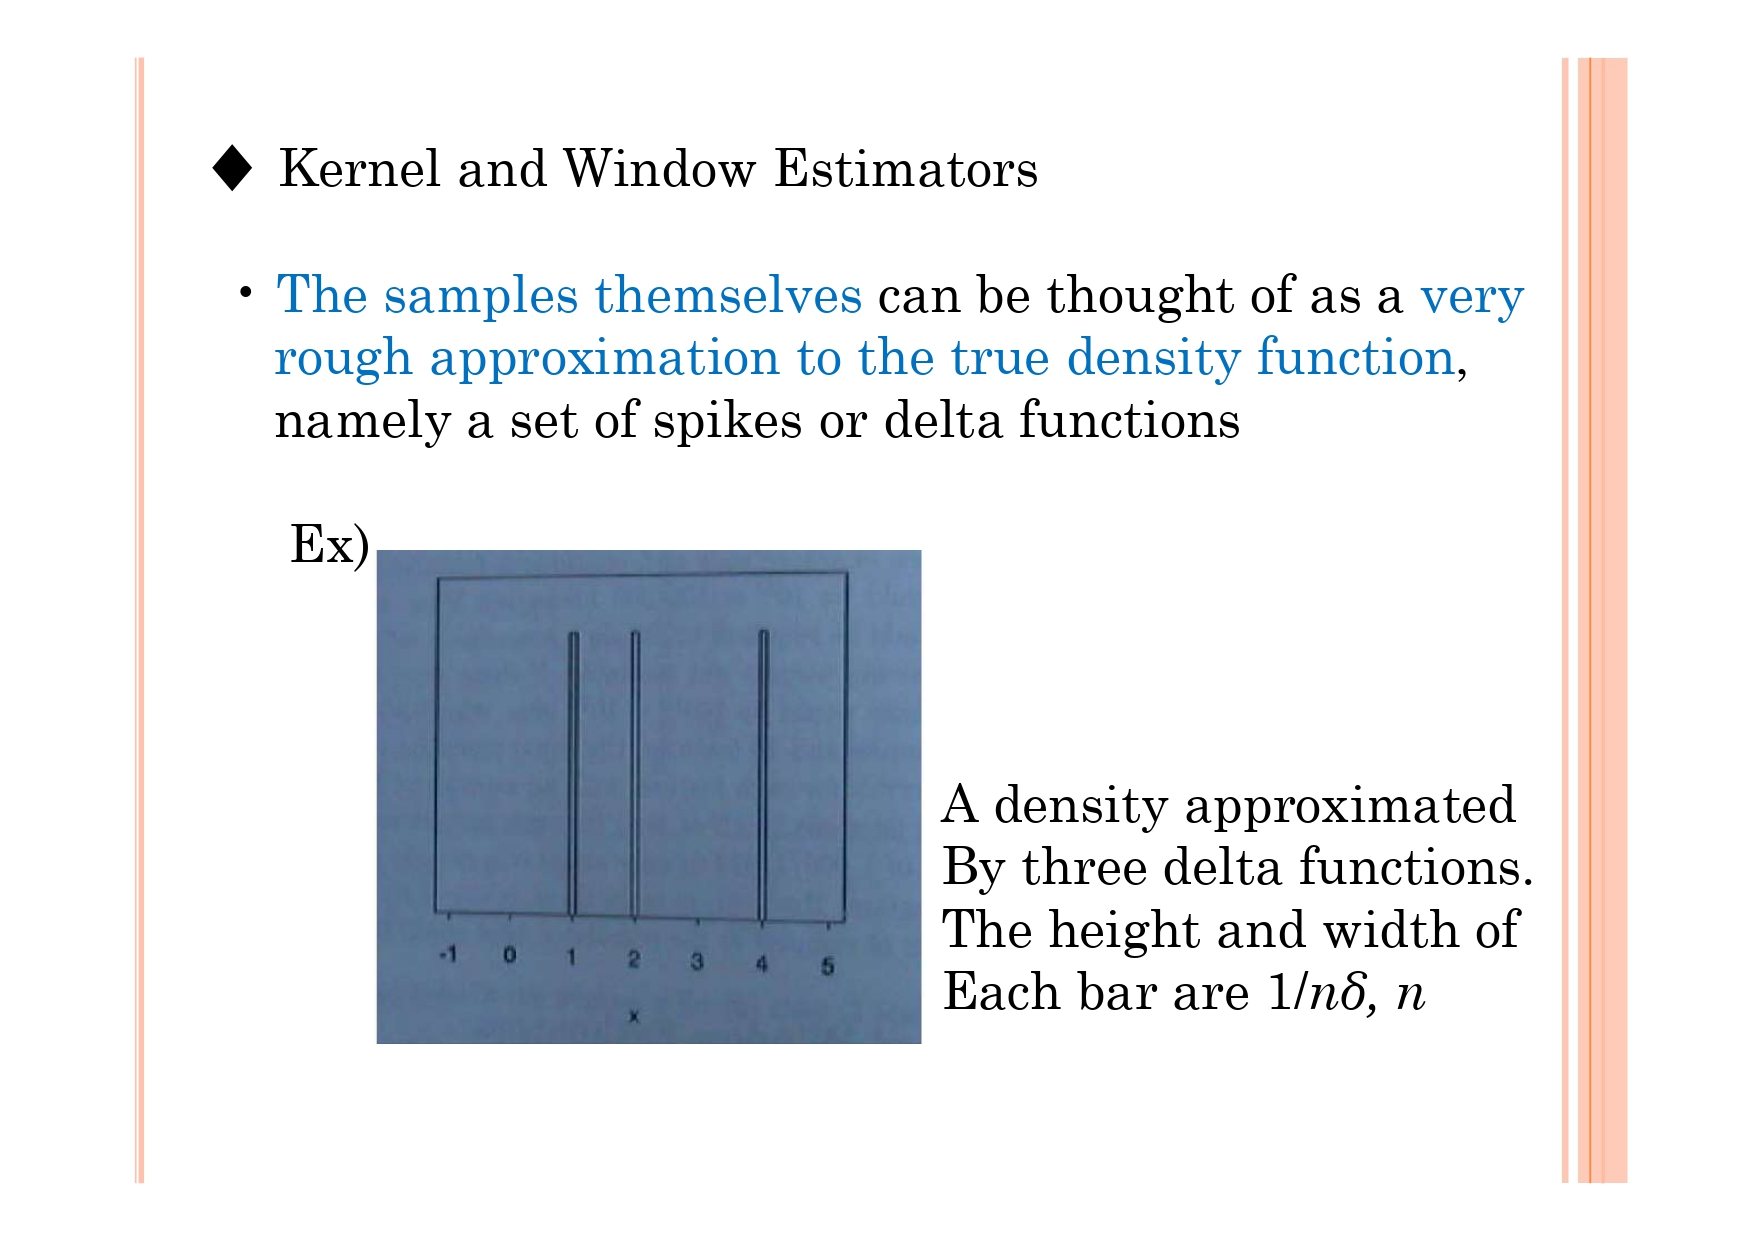 ♦ Kernel and Window Estimators
• The samples themselves can be thought of as a very
rough approximation to the true density function,
namely a set of spikes or delta functions
Ex)
-1 0 1 2 3 4 5
x
A density approximated
By three delta functions.
The height and width of
Each bar are 1/nδ, n